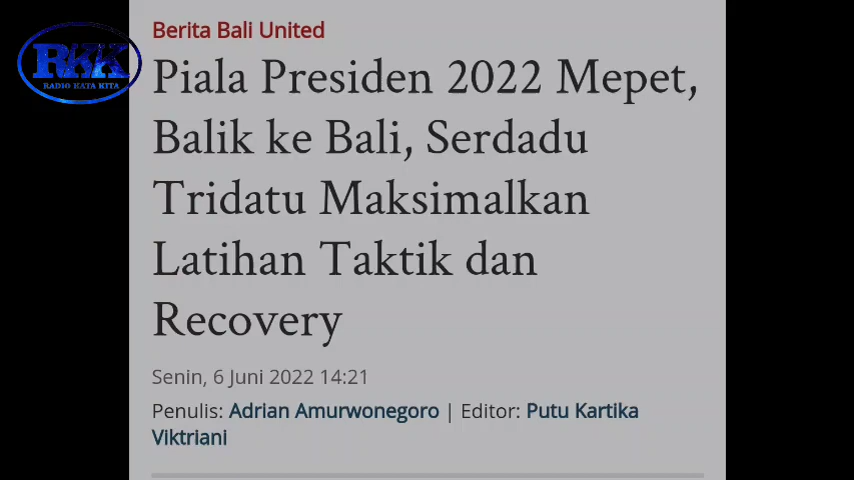 Berita Bali United
Piala Presiden 2022 Mepet,
Balik ke Bali, Serdadu
Tridatu Maksimalkan
Latihan Taktik dan
Recovery
Senin, 6 Juni 2022 14:21
Penulis: Adrian Amurwonegoro | Editor: Putu Kartika
Viktriani
RKK
RADIO KATA KITA